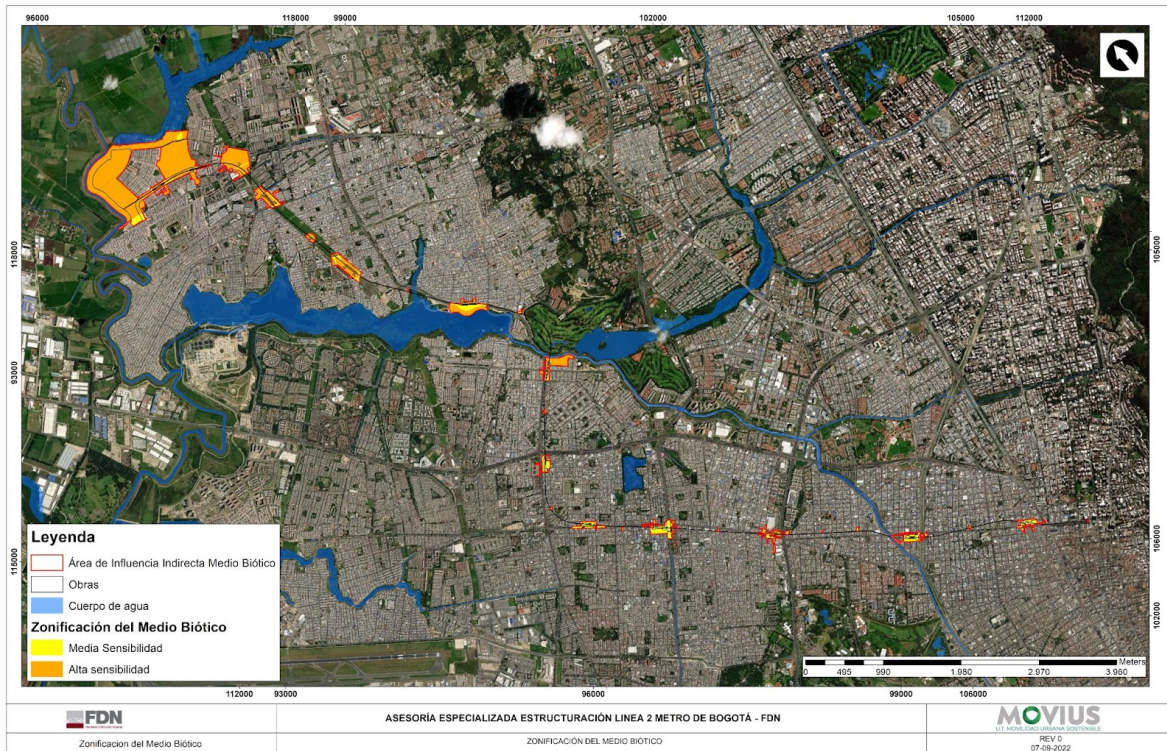 96000 118000 99000 102000 105000 112000
118000
93000
115000
105000
106000
102000
Leyenda
Área de Influencia Indirecta Medio Biótico
Obras
Cuerpo de agua
Zonificación del Medio Biótico
Media Sensibilidad
Alta sensibilidad
Meters
0 495 990 1.980 2.970 3.960
112000 93000 96000 99000 106000
FDN
Zonificacion del Medio Biótico
ASESORÍA ESPECIALIZADA ESTRUCTURACIÓN LINEA 2 METRO DE BOGOTÁ - FDN
ZONIFICACIÓN DEL MEDIO BIÓTICO
MOVIUS
U.T. MOVILIDAD URBANA SOSTENIBLE
REV 0
07-09-2022